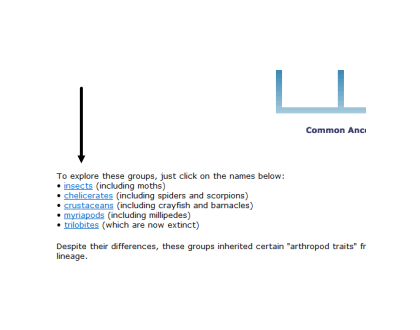 Common Anc
To explore these groups, just click on the names below:
• insects (including moths)
• chelicerates (including spiders and scorpions)
• crustaceans (including crayfish and barnacles)
• myriapods (including millipedes)
• trilobites (which are now extinct)
Despite their differences, these groups inherited certain "arthropod traits" fr
lineage.